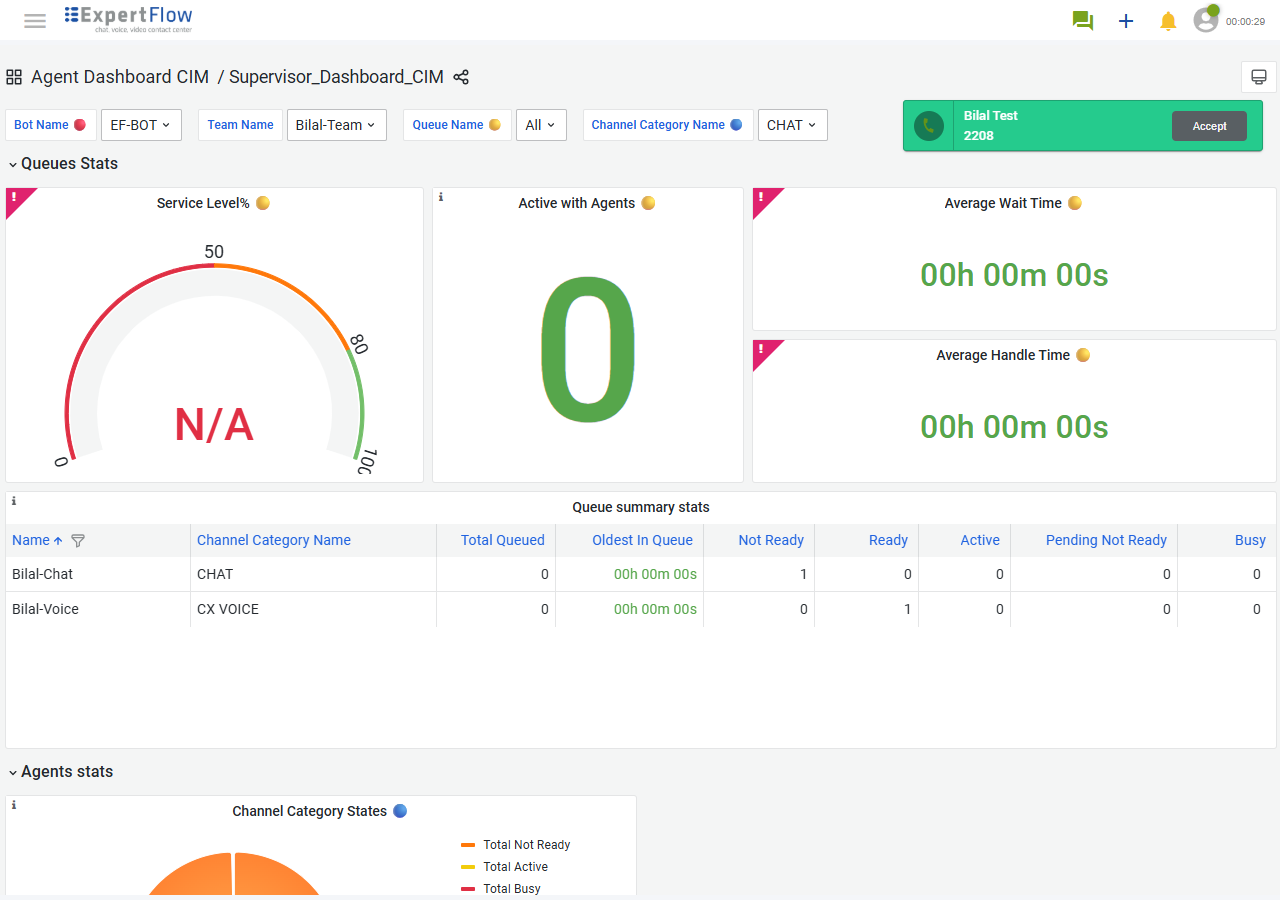 ExpertFlow
chat, voice, video contact center
00:00:29
Agent Dashboard CIM / Supervisor_Dashboard_CIM
Bot Name EF-BOT Team Name Bilal-Team Queue Name All Channel Category Name CHAT
Bilal Test
2208
Accept
Queues Stats
Service Level%
50
80
0
100
N/A
Active with Agents
0
Average Wait Time
00h 00m 00s
Average Handle Time
00h 00m 00s
Queue summary stats
Name Channel Category Name Total Queued Oldest In Queue Not Ready Ready Active Pending Not Ready Busy
Bilal-Chat CHAT 0 00h 00m 00s 1 0 0 0 0
Bilal-Voice CX VOICE 0 00h 00m 00s 0 1 0 0 0
Agents stats
Channel Category States
Total Not Ready
Total Active
Total Busy